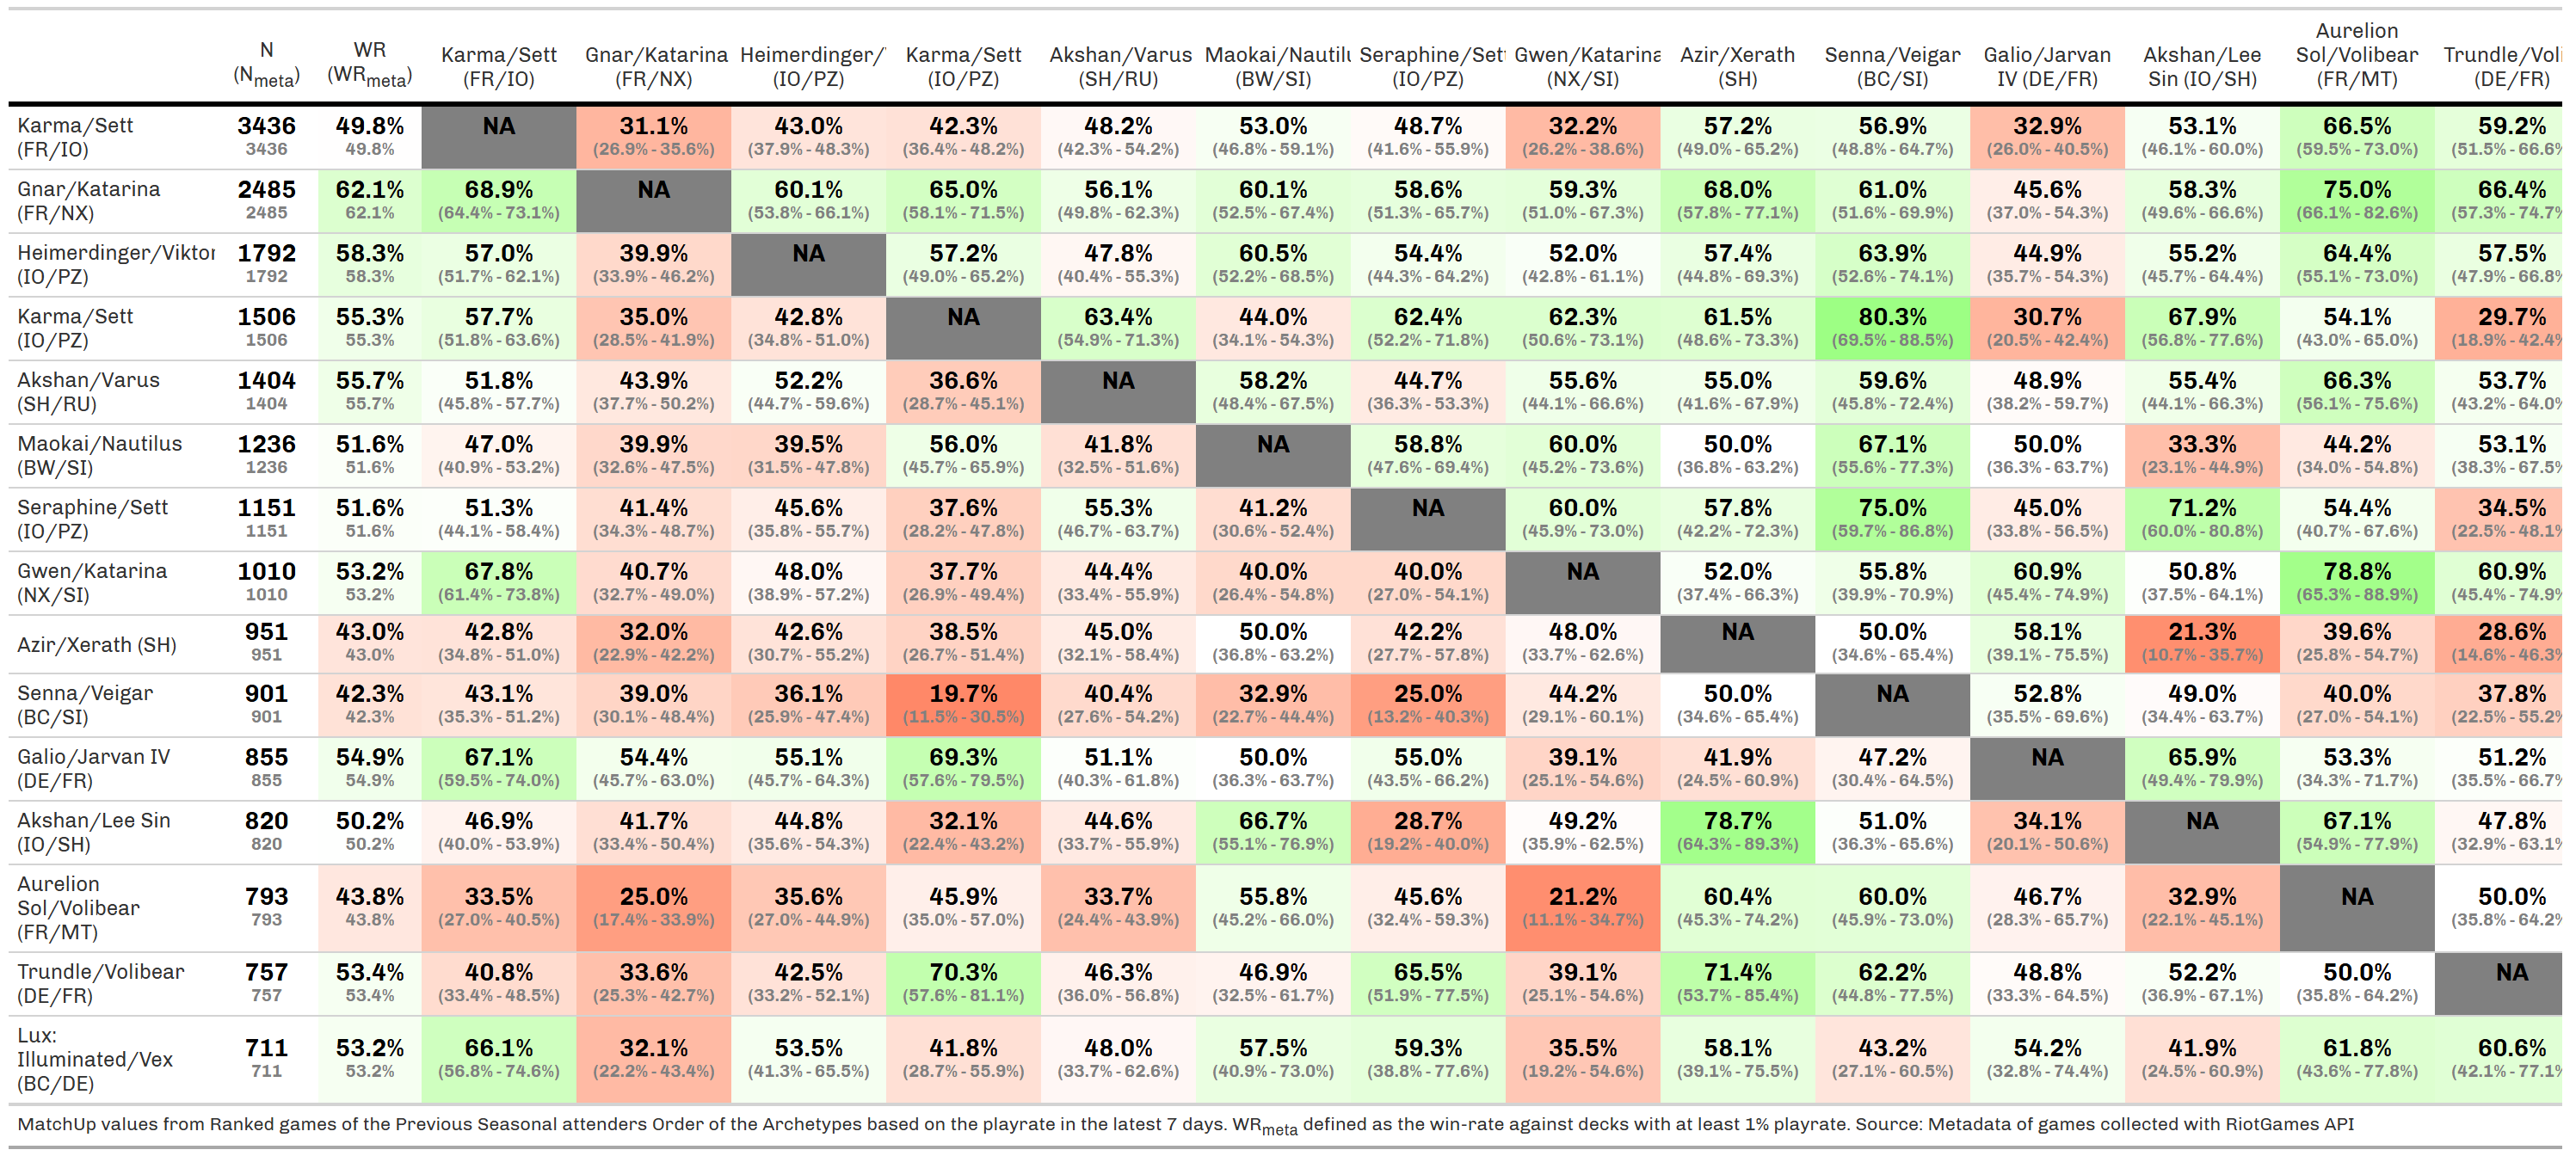 N WR Karma/Sett Gnar/Katarina Heimerdinger/ Karma/Sett Akshan/Varus Maokai/Nautilu Seraphine/Set Gwen/Katarina Azir/Xerath Senna/Veigar Galio/Jarvan Akshan/Lee Aurelion Sol/Volibear Trundle/Voli
(Nmeta) (WRmeta) (FR/IO) (FR/NX) (IO/PZ) (IO/PZ) (SH/RU) (BW/SI) (IO/PZ) (NX/SI) (SH) (BC/SI) IV (DE/FR) Sin (IO/SH) (FR/MT) (DE/FR)
Karma/Sett 3436 49.8% NA 31.1% 43.0% 42.3% 48.2% 53.0% 48.7% 32.2% 57.2% 56.9% 32.9% 53.1% 66.5% 59.2%
(FR/IO) 3436 49.8% (26.9% - 35.6%) (37.9% - 48.3%) (36.4% - 48.2%) (42.3% - 54.2%) (46.8% - 59.1%) (41.6% - 55.9%) (26.2% - 38.6%) (49.0% - 65.2%) (48.8% - 64.7%) (26.0% - 40.5%) (46.1% - 60.0%) (59.5% - 73.0%) (51.5% - 66.6%
Gnar/Katarina 2485 62.1% 68.9% NA 60.1% 65.0% 56.1% 60.1% 58.6% 59.3% 68.0% 61.0% 45.6% 58.3% 75.0% 66.4%
(FR/NX) 2485 62.1% (64.4% - 73.1%) (53.8% - 66.1%) (58.1% - 71.5%) (49.8% - 62.3%) (52.5% - 67.4%) (51.3% - 65.7%) (51.0% - 67.3%) (57.8% - 77.1%) (51.6% - 69.9%) (37.0% - 54.3%) (49.6% - 66.6%) (66.1% - 82.6%) (57.3% - 74.7%
Heimerdinger/Viktor 1792 58.3% 57.0% 39.9% NA 57.2% 47.8% 60.5% 54.4% 52.0% 57.4% 63.9% 44.9% 55.2% 64.4% 57.5%
(IO/PZ) 1792 58.3% (51.7% - 62.1%) (33.9% - 46.2%) (49.0% - 65.2%) (40.4% - 55.3%) (52.2% - 68.5%) (44.3% - 64.2%) (42.8% - 61.1%) (44.8% - 69.3%) (52.6% - 74.1%) (35.7% - 54.3%) (45.7% - 64.4%) (55.1% - 73.0%) (47.9% - 66.8%
Karma/Sett 1506 55.3% 57.7% 35.0% 42.8% NA 63.4% 44.0% 62.4% 62.3% 61.5% 80.3% 30.7% 67.9% 54.1% 29.7%
(IO/PZ) 1506 55.3% (51.8% - 63.6%) (28.5% - 41.9%) (34.8% - 51.0%) (54.9% - 71.3%) (34.1% - 54.3%) (52.2% - 71.8%) (50.6% - 73.1%) (48.6% - 73.3%) (69.5% - 88.5%) (20.5% - 42.4%) (56.8% - 77.6%) (43.0% - 65.0%) (18.9% - 42.4%
Akshan/Varus 1404 55.7% 51.8% 43.9% 52.2% 36.6% NA 58.2% 44.7% 55.6% 55.0% 59.6% 48.9% 55.4% 66.3% 53.7%
(SH/RU) 1404 55.7% (45.8% - 57.7%) (37.7% - 50.2%) (44.7% - 59.6%) (28.7% - 45.1%) (48.4% - 67.5%) (36.3% - 53.3%) (44.1% - 66.6%) (41.6% - 67.9%) (45.8% - 72.4%) (38.2% - 59.7%) (44.1% - 66.3%) (56.1% - 75.6%) (43.2% - 64.0%
Maokai/Nautilus 1236 51.6% 47.0% 39.9% 39.5% 56.0% 41.8% NA 58.8% 60.0% 50.0% 67.1% 50.0% 33.3% 44.2% 53.1%
(BW/SI) 1236 51.6% (40.9% - 53.2%) (32.6% - 47.5%) (31.5% - 47.8%) (45.7% - 65.9%) (32.5% - 51.6%) (47.6% - 69.4%) (45.2% - 73.6%) (36.8% - 63.2%) (55.6% - 77.3%) (36.3% - 63.7%) (23.1% - 44.9%) (34.0% - 54.8%) (38.3% - 67.5%
Seraphine/Sett 1151 51.6% 51.3% 41.4% 45.6% 37.6% 55.3% 41.2% NA 60.0% 57.8% 75.0% 45.0% 71.2% 54.4% 34.5%
(IO/PZ) 1151 51.6% (44.1% - 58.4%) (34.3% - 48.7%) (35.8% - 55.7%) (28.2% - 47.8%) (46.7% - 63.7%) (30.6% - 52.4%) (45.9% - 73.0%) (42.2% - 72.3%) (59.7% - 86.8%) (33.8% - 56.5%) (60.0% - 80.8%) (40.7% - 67.6%) (22.5% - 48.1%
Gwen/Katarina 1010 53.2% 67.8% 40.7% 48.0% 37.7% 44.4% 40.0% 40.0% NA 52.0% 55.8% 60.9% 50.8% 78.8% 60.9%
(NX/SI) 1010 53.2% (61.4% - 73.8%) (32.7% - 49.0%) (38.9% - 57.2%) (26.9% - 49.4%) (33.4% - 55.9%) (26.4% - 54.8%) (27.0% - 54.1%) (37.4% - 66.3%) (39.9% - 70.9%) (45.4% - 74.9%) (37.5% - 64.1%) (65.3% - 88.9%) (45.4% - 74.9%
Azir/Xerath (SH) 951 43.0% 42.8% 32.0% 42.6% 38.5% 45.0% 50.0% 42.2% 48.0% NA 50.0% 58.1% 21.3% 39.6% 28.6%
951 43.0% (34.8% - 51.0%) (22.9% - 42.2%) (30.7% - 55.2%) (26.7% - 51.4%) (32.1% - 58.4%) (36.8% - 63.2%) (27.7% - 57.8%) (33.7% - 62.6%) (34.6% - 65.4%) (39.1% - 75.5%) (10.7% - 35.7%) (25.8% - 54.7%) (14.6% - 46.3%
Senna/Veigar 901 42.3% 43.1% 39.0% 36.1% 19.7% 40.4% 32.9% 25.0% 44.2% 50.0% NA 52.8% 49.0% 40.0% 37.8%
(BC/SI) 901 42.3% (35.3% - 51.2%) (30.1% - 48.4%) (25.9% - 47.4%) (11.5% - 30.5%) (27.6% - 54.2%) (22.7% - 44.4%) (13.2% - 40.3%) (29.1% - 60.1%) (34.6% - 65.4%) (35.5% - 69.6%) (34.4% - 63.7%) (27.0% - 54.1%) (22.5% - 55.2%
Galio/Jarvan IV 855 54.9% 67.1% 54.4% 55.1% 69.3% 51.1% 50.0% 55.0% 39.1% 41.9% 47.2% NA 65.9% 53.3% 51.2%
(DE/FR) 855 54.9% (59.5% - 74.0%) (45.7% - 63.0%) (45.7% - 64.3%) (57.6% - 79.5%) (40.3% - 61.8%) (36.3% - 63.7%) (43.5% - 66.2%) (25.1% - 54.6%) (24.5% - 60.9%) (30.4% - 64.5%) (49.4% - 79.9%) (34.3% - 71.7%) (35.5% - 66.7%
Akshan/Lee Sin 820 50.2% 46.9% 41.7% 44.8% 32.1% 44.6% 66.7% 28.7% 49.2% 78.7% 51.0% 34.1% NA 67.1% 47.8%
(IO/SH) 820 50.2% (40.0% - 53.9%) (33.4% - 50.4%) (35.6% - 54.3%) (22.4% - 43.2%) (33.7% - 55.9%) (55.1% - 76.9%) (19.2% - 40.0%) (35.9% - 62.5%) (64.3% - 89.3%) (36.3% - 65.6%) (20.1% - 50.6%) (54.9% - 77.9%) (32.9% - 63.1%
Aurelion
Sol/Volibear 793 43.8% 33.5% 25.0% 35.6% 45.9% 33.7% 55.8% 45.6% 21.2% 60.4% 60.0% 46.7% 32.9% NA 50.0%
(FR/MT) 793 43.8% (27.0% - 40.5%) (17.4% - 33.9%) (27.0% - 44.9%) (35.0% - 57.0%) (24.4% - 43.9%) (45.2% - 66.0%) (32.4% - 59.3%) (11.1% - 34.7%) (45.3% - 74.2%) (45.9% - 73.0%) (28.3% - 65.7%) (22.1% - 45.1%) (35.8% - 64.2%
Trundle/Volibear 757 53.4% 40.8% 33.6% 42.5% 70.3% 46.3% 46.9% 65.5% 39.1% 71.4% 62.2% 48.8% 52.2% 50.0% NA
(DE/FR) 757 53.4% (33.4% - 48.5%) (25.3% - 42.7%) (33.2% - 52.1%) (57.6% - 81.1%) (36.0% - 56.8%) (32.5% - 61.7%) (51.9% - 77.5%) (25.1% - 54.6%) (53.7% - 85.4%) (44.8% - 77.5%) (33.3% - 64.5%) (36.9% - 67.1%) (35.8% - 64.2%)
Lux:
Illuminated/Vex 711 53.2% 66.1% 32.1% 53.5% 41.8% 48.0% 57.5% 59.3% 35.5% 58.1% 43.2% 54.2% 41.9% 61.8% 60.6%
(BC/DE) 711 53.2% (56.8% - 74.6%) (22.2% - 43.4%) (41.3% - 65.5%) (28.7% - 55.9%) (33.7% - 62.6%) (40.9% - 73.0%) (38.8% - 77.6%) (19.2% - 54.6%) (39.1% - 75.5%) (27.1% - 60.5%) (32.8% - 74.4%) (24.5% - 60.9%) (43.6% - 77.8%) (42.1% - 77.1%
MatchUp values from Ranked games of the Previous Seasonal attenders Order of the Archetypes based on the playrate in the latest 7 days. WRmeta defined as the win-rate against decks with at least 1% playrate. Source: Metadata of games collected with RiotGames API